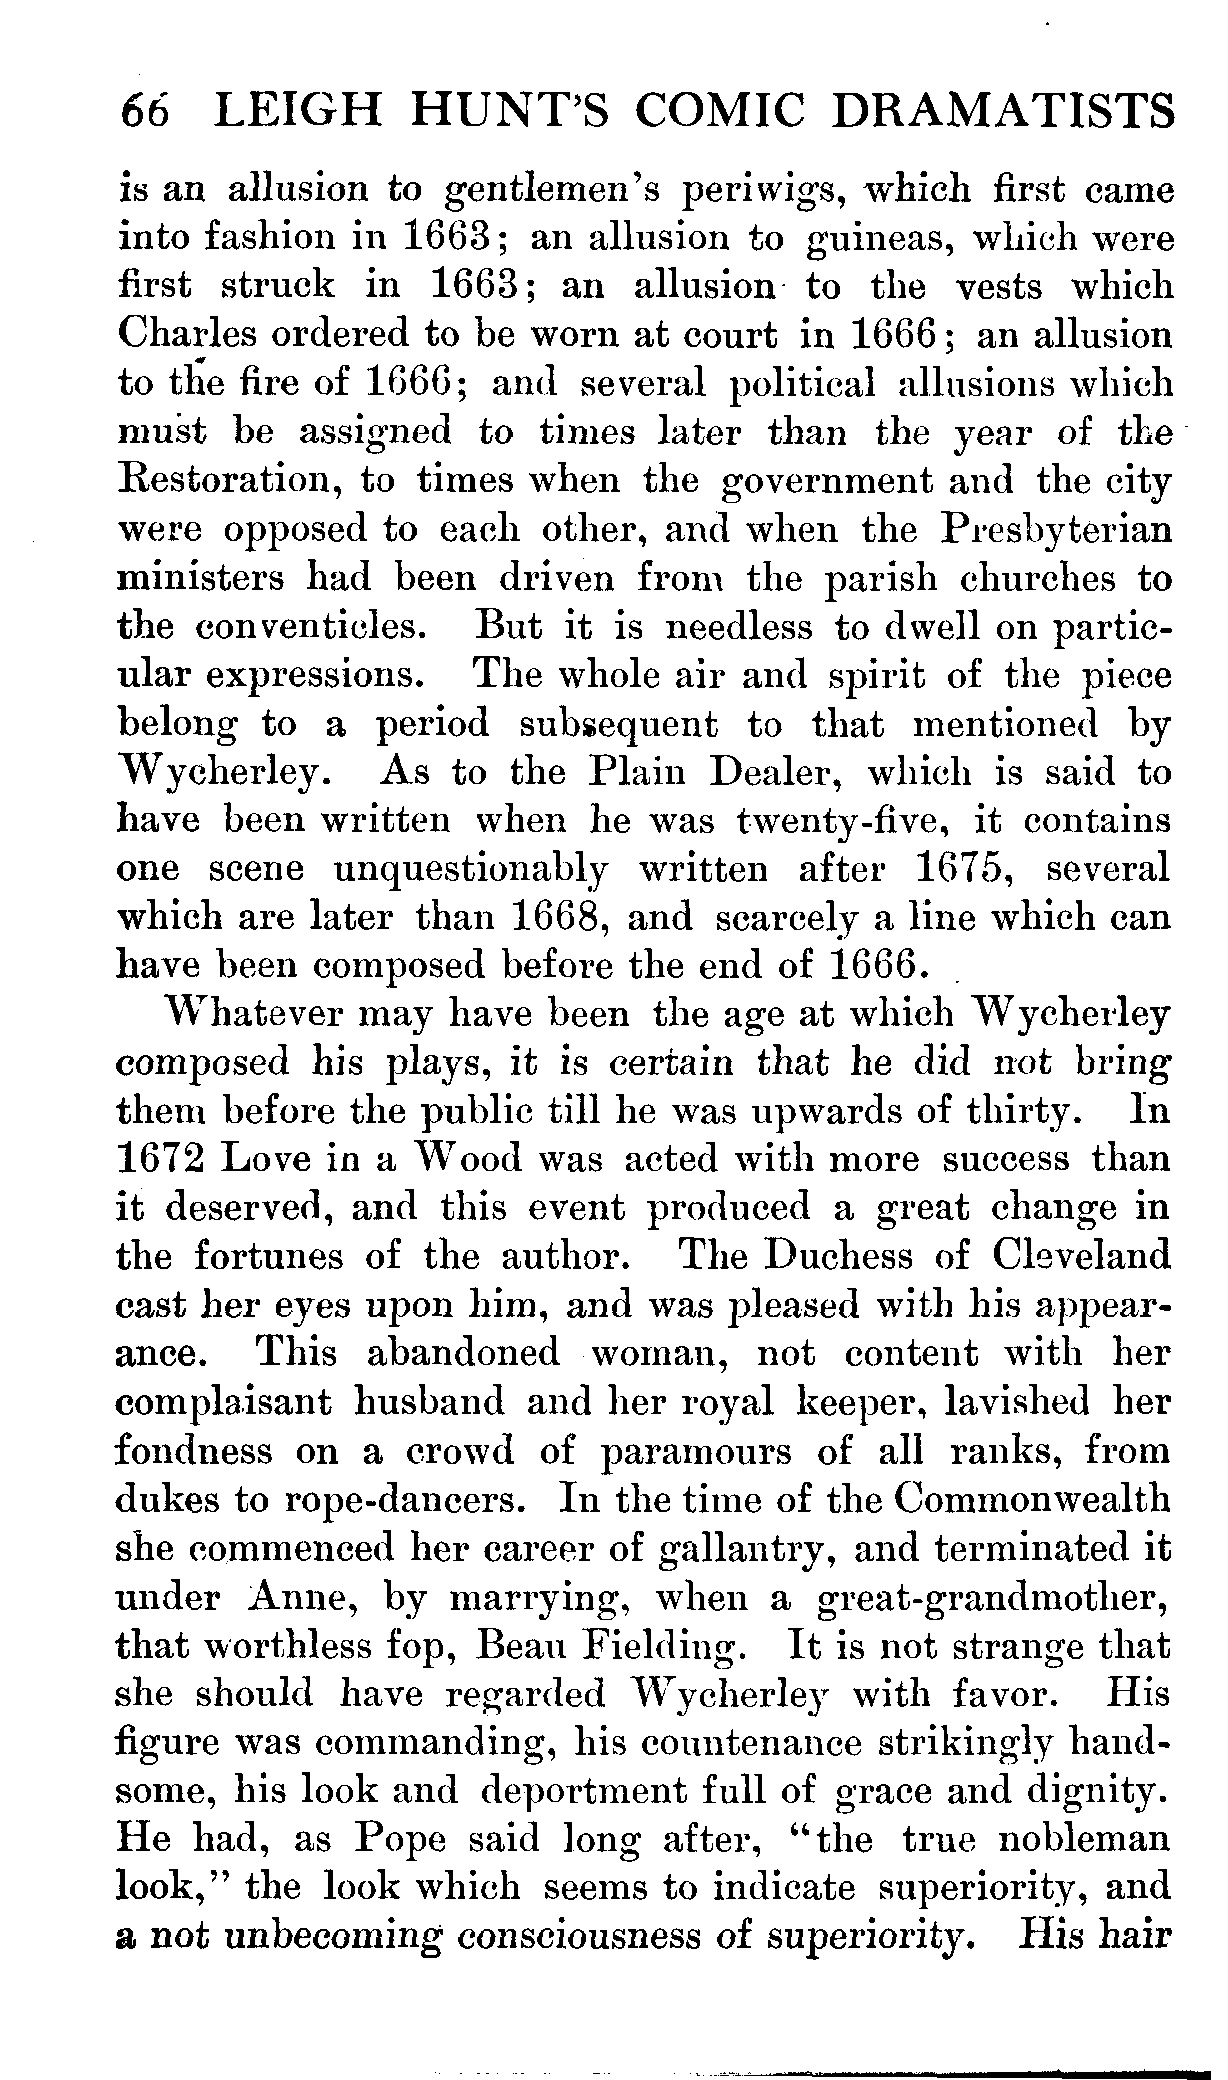 66 LEIGH HUNT'S COMIC DRAMATISTS
is an allusion to gentlemen's periwigs, which first came
into fashion in 1663; an allusion to guineas, which were
first struck in 1663; an allusion to the vests which
Charles ordered to be worn at court in 1666; an allusion
to the fire of 1666; and several political allusions which
must be assigned to times later than the year of the
Restoration, to times when the government and the city
were opposed to each other, and when the Presbyterian
ministers had been driven from the parish churches to
the conventicles. But it is needless to dwell on partic-
ular expressions. The whole air and spirit of the piece
belong to a period subsequent to that mentioned by
Wycherley. As to the Plain Dealer, which is said to
have been written when he was twenty-five, it contains
one scene unquestionably written after 1675, several
which are later than 1668, and scarcely a line which can
have been composed before the end of 1666.
Whatever may have been the age at which Wycherley
composed his plays, it is certain that he did not bring
them before the public till he was upwards of thirty. In
1672 Love in a Wood was acted with more success than
it deserved, and this event produced a great change in
the fortunes of the author. The Duchess of Cleveland
cast her eyes upon him, and was pleased with his appear-
ance. This abandoned woman, not content with her
complaisant husband and her royal keeper, lavished her
fondness on a crowd of paramours of all ranks, from
dukes to rope-dancers. In the time of the Commonwealth
she commenced her career of gallantry, and terminated it
under Anne, by marrying, when a great-grandmother,
that worthless fop, Beau Fielding. It is not strange that
she should have regarded Wycherley with favor. His
figure was commanding, his countenance strikingly hand-
some, his look and deportment full of grace and dignity.
He had, as Pope said long after, "the true nobleman
look," the look which seems to indicate superiority, and
a not unbecoming consciousness of superiority. His hair